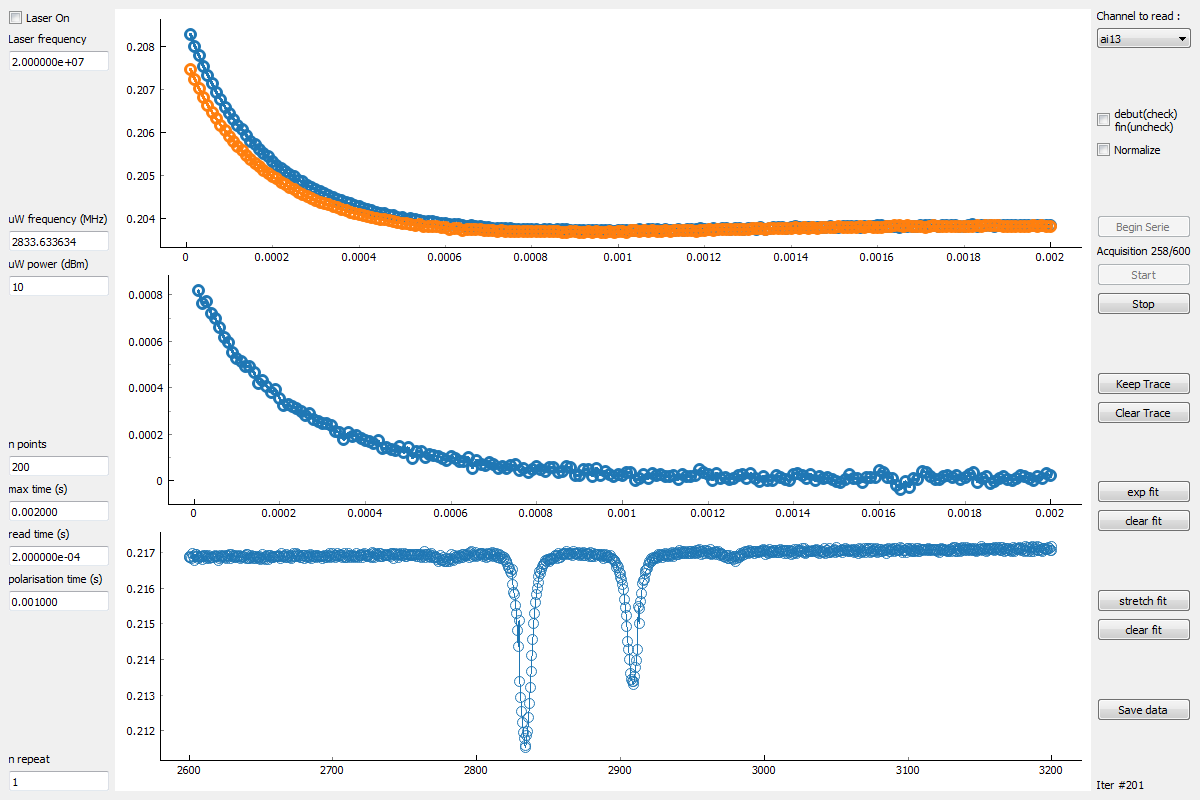 Laser On
Laser frequency
2.000000e+07
uW frequency (MHz)
2833.633634
uW power (dBm)
10
n points
200
max time (s)
0.002000
read time (s)
2.000000e-04
polarisation time (s)
0.001000
n repeat
1
0.208
0.207
0.206
0.205
0.204
0 0.0002 0.0004 0.0006 0.0008 0.001 0.0012 0.0014 0.0016 0.0018 0.002
0.0008
0.0006
0.0004
0.0002
0
0 0.0002 0.0004 0.0006 0.0008 0.001 0.0012 0.0014 0.0016 0.0018 0.002
0.217
0.216
0.215
0.214
0.213
0.212
2600 2700 2800 2900 3000 3100 3200
Channel to read :
ai13
debut(check)
fin(uncheck)
Normalize
Begin Serie
Acquisition 258/600
Start
Stop
Keep Trace
Clear Trace
exp fit
clear fit
stretch fit
clear fit
Save data
Iter #201